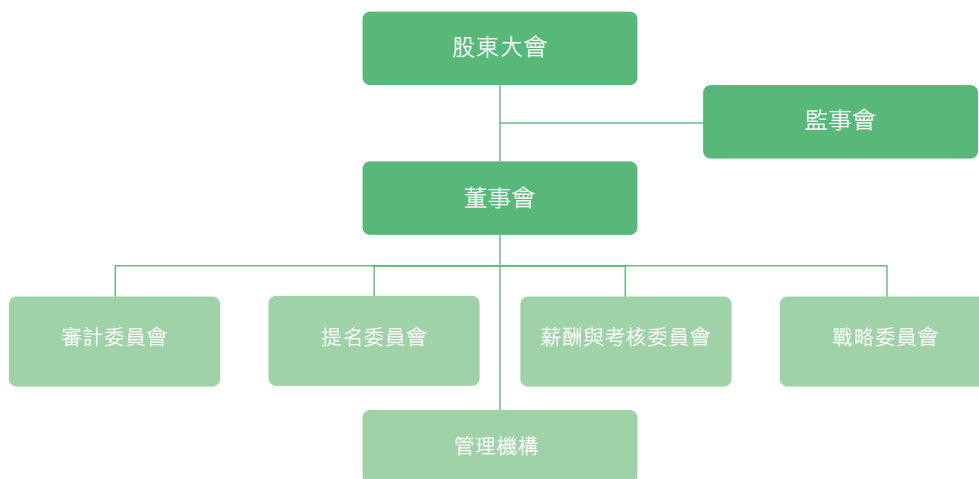 股東大會
監事會
董事會
審計委員會
提名委員會
薪酬與考核委員會
戰略委員會
管理機構